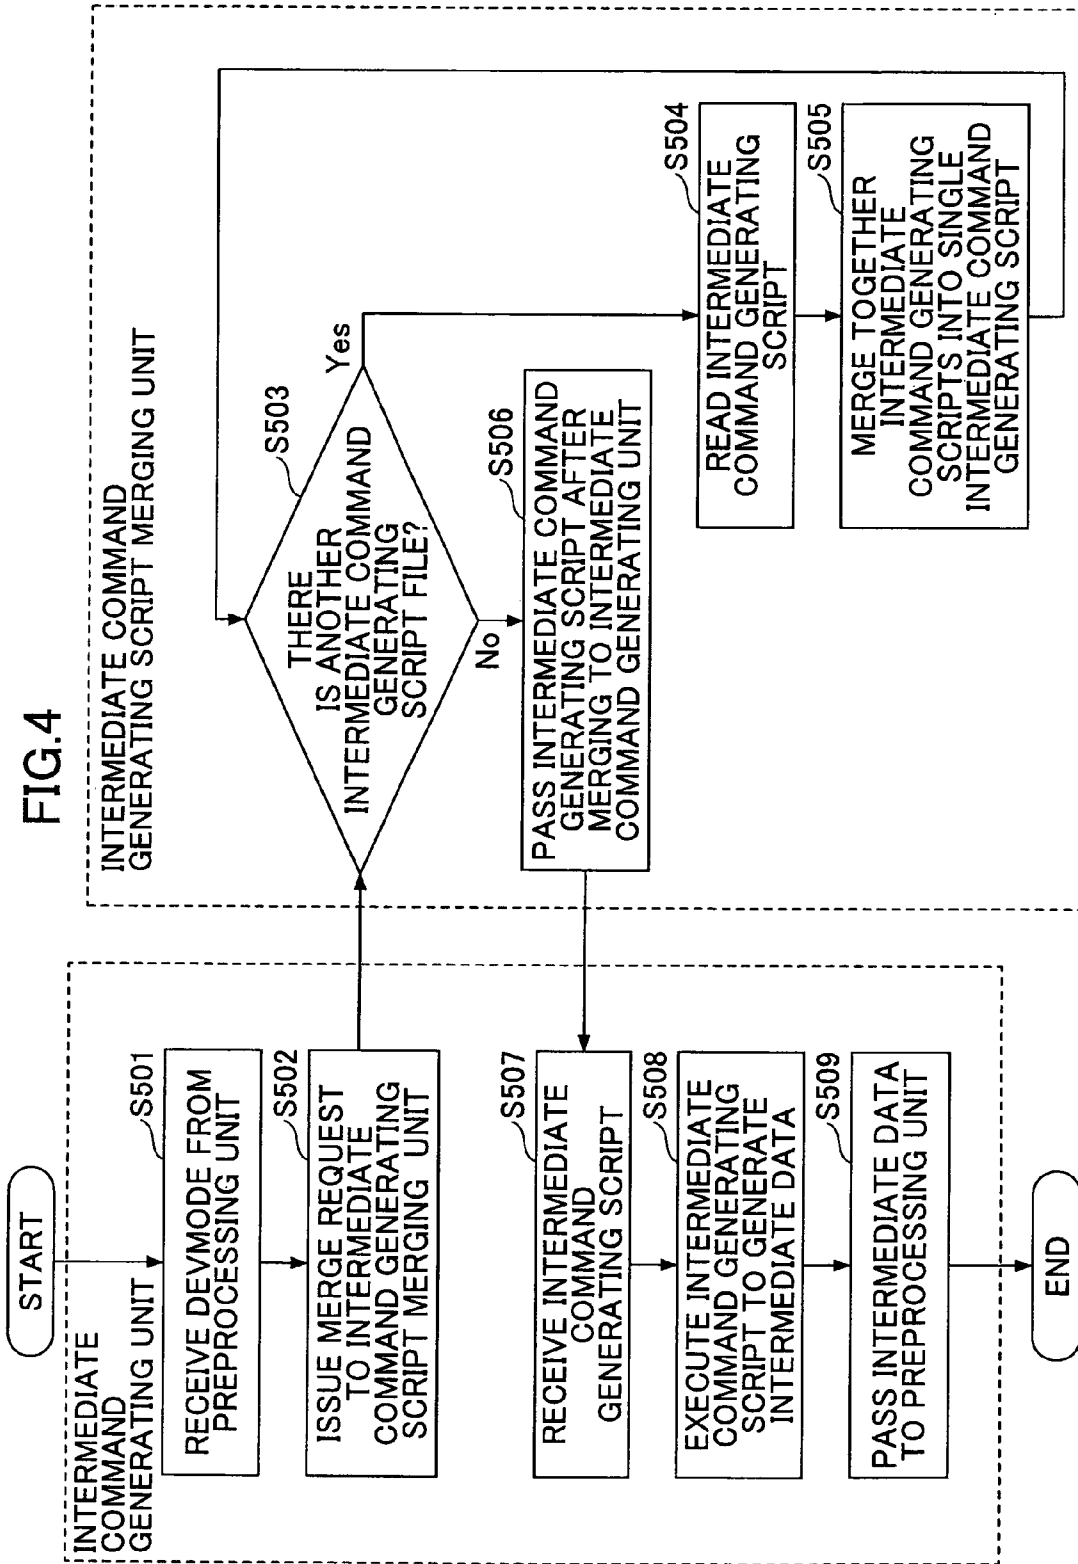 FIG.4
START
INTERMEDIATE
COMMAND
GENERATING UNIT
S501
RECEIVE DEVMODE FROM
PREPROCESSING UNIT
S502
ISSUE MERGE REQUEST
TO INTERMEDIATE
COMMAND GENERATING
SCRIPT MERGING UNIT
INTERMEDIATE COMMAND
GENERATING SCRIPT MERGING UNIT
S503
THERE
IS ANOTHER
INTERMEDIATE COMMAND
GENERATING
SCRIPT FILE?
Yes
No
S504
READ INTERMEDIATE
COMMAND GENERATING
SCRIPT
S505
MERGE TOGETHER
INTERMEDIATE
COMMAND GENERATING
SCRIPTS INTO SINGLE
INTERMEDIATE COMMAND
GENERATING SCRIPT
S506
PASS INTERMEDIATE COMMAND
GENERATING SCRIPT AFTER
MERGING TO INTERMEDIATE
COMMAND GENERATING UNIT
S507
RECEIVE INTERMEDIATE
COMMAND
GENERATING SCRIPT
S508
EXECUTE INTERMEDIATE
COMMAND GENERATING
SCRIPT TO GENERATE
INTERMEDIATE DATA
S509
PASS INTERMEDIATE DATA
TO PREPROCESSING UNIT
END